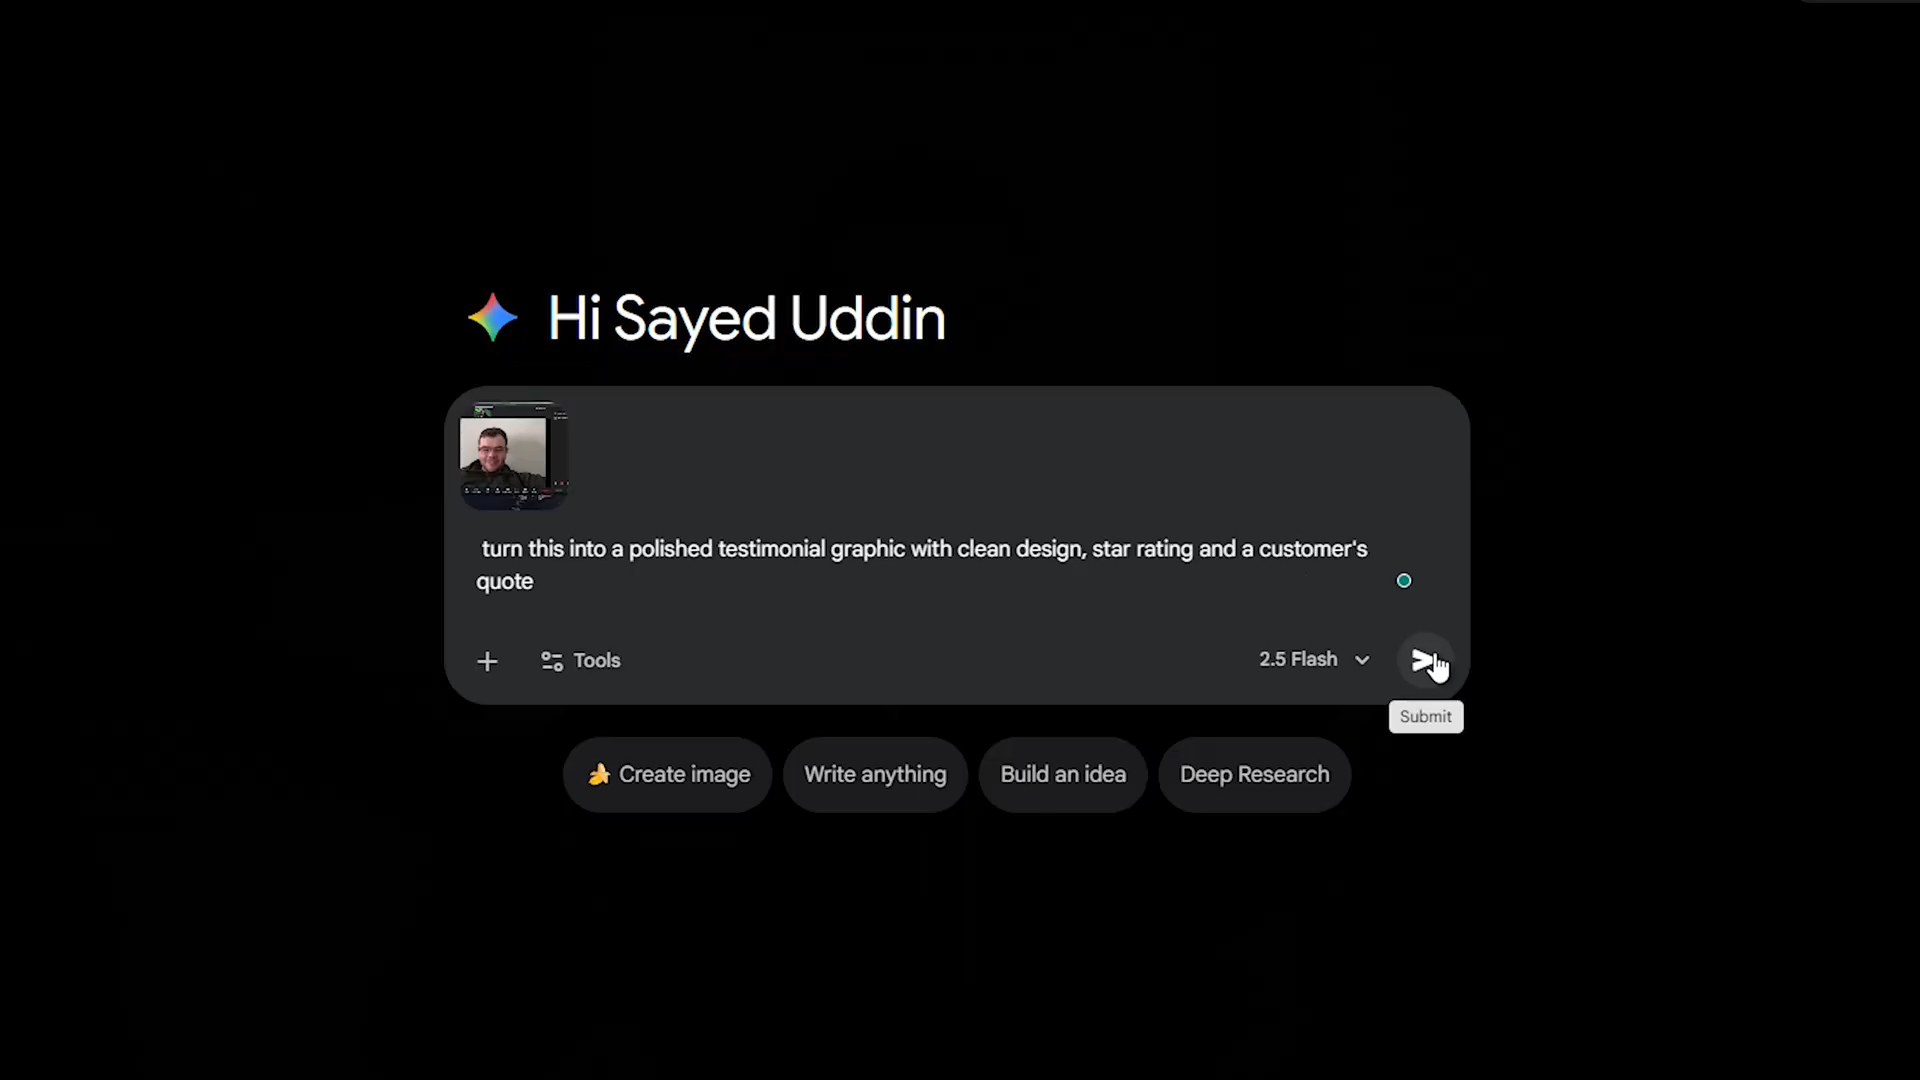 Hi Sayed Uddin
turn this into a polished testimonial graphic with clean design, star rating and a customer's
quote
Tools
2.5 Flash
Submit
Create image
Write anything
Build an idea
Deep Research